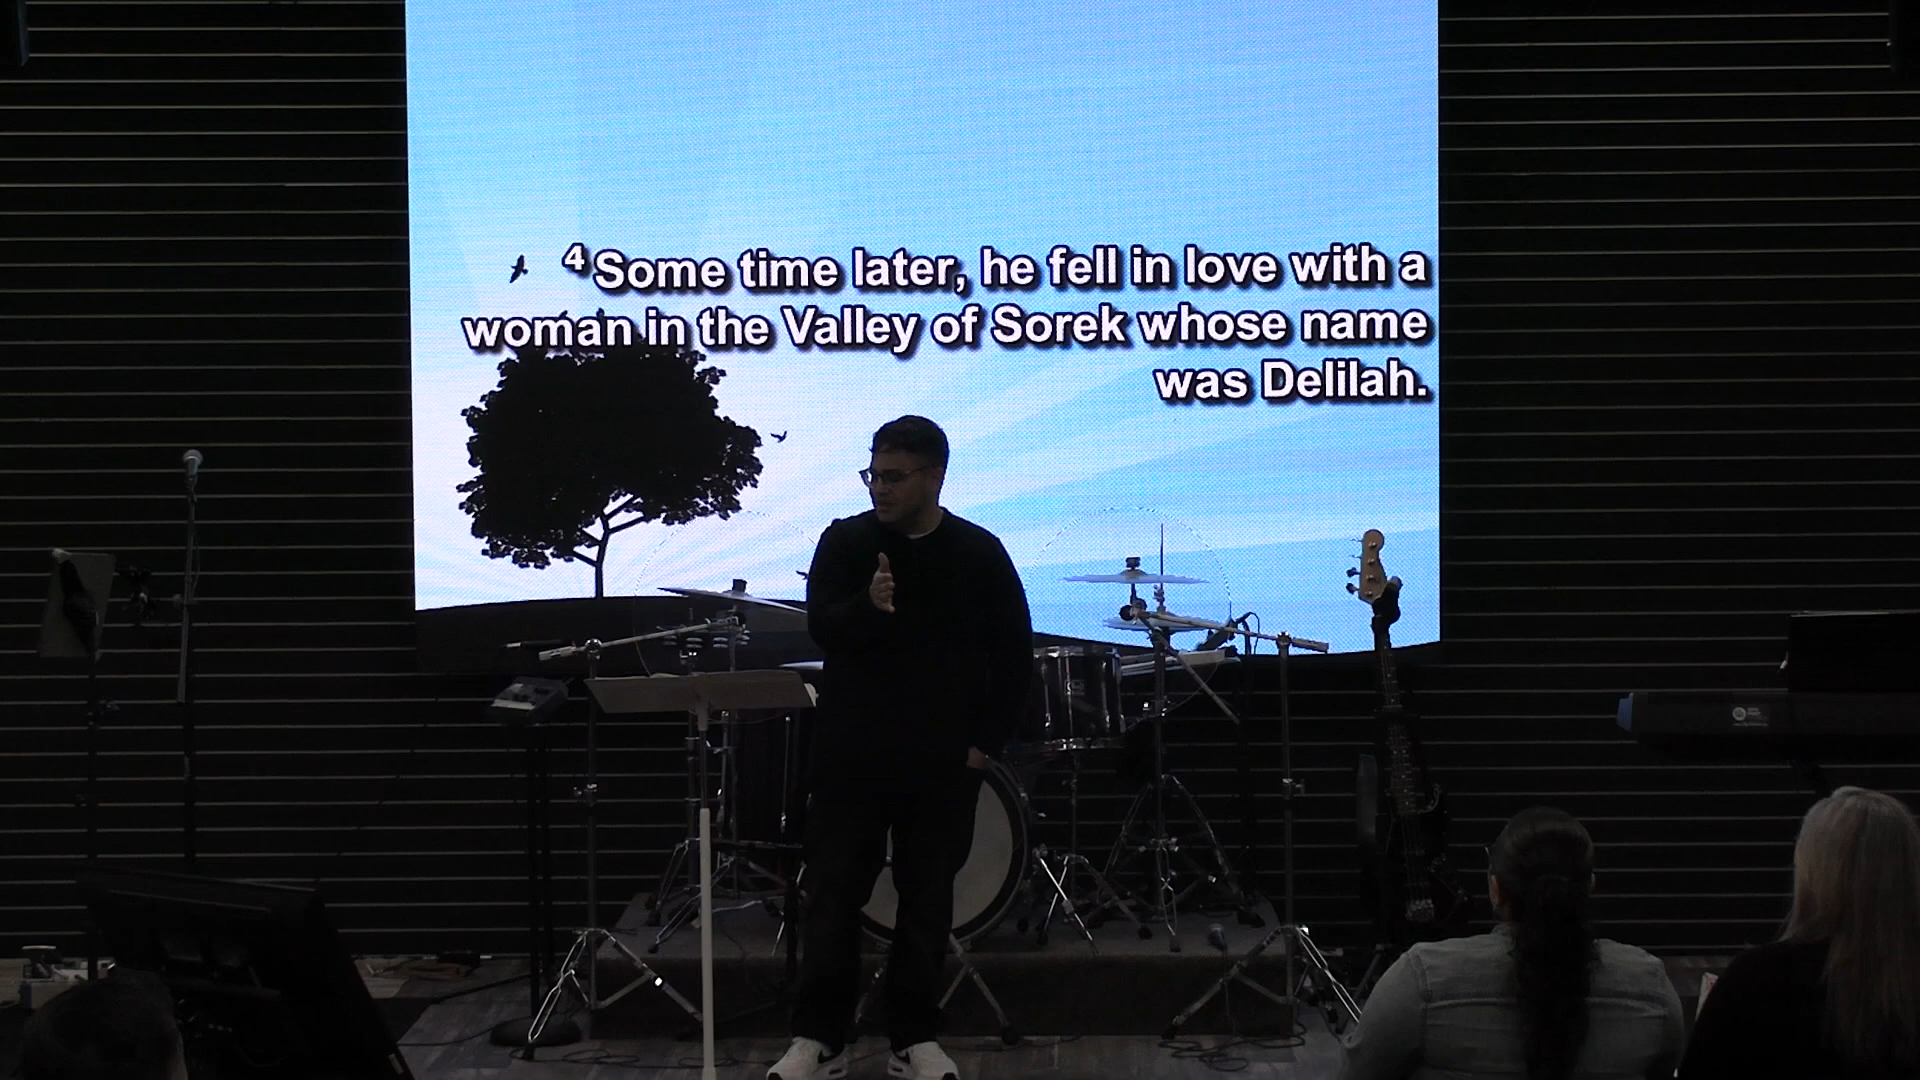 4 Some time later, he fell in love with a
woman in the Valley of Sorek whose name
was Delilah.